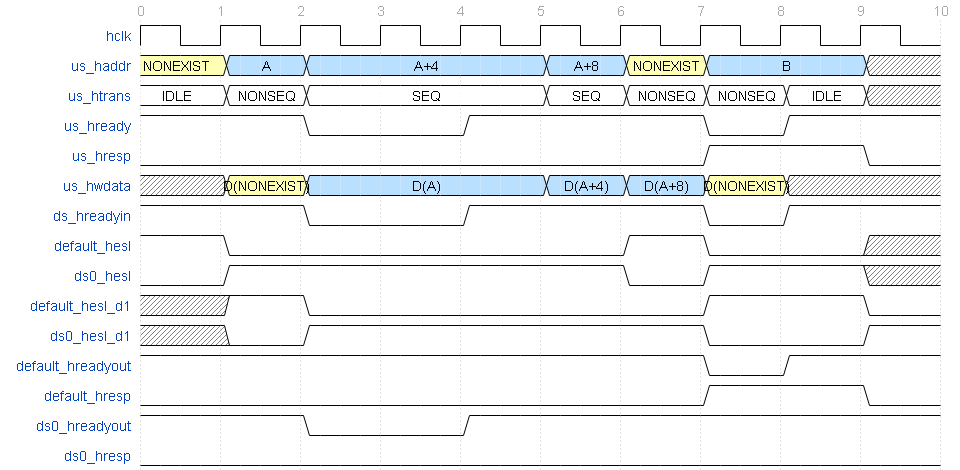 0 1 2 3 4 5 6 7 8 9 10
hclk
us_haddr NONEXIST A A+4 A+8 NONEXIST B
us_htrans IDLE NONSEQ SEQ SEQ NONSEQ NONSEQ IDLE
us_hready
us_hresp
us_hwdata D(NONEXIST) D(A) D(A+4) D(A+8) D(NONEXIST)
ds_hreadyin
default_hesl
ds0_hesl
default_hesl_d1
ds0_hesl_d1
default_hreadyout
default_hresp
ds0_hreadyout
ds0_hresp